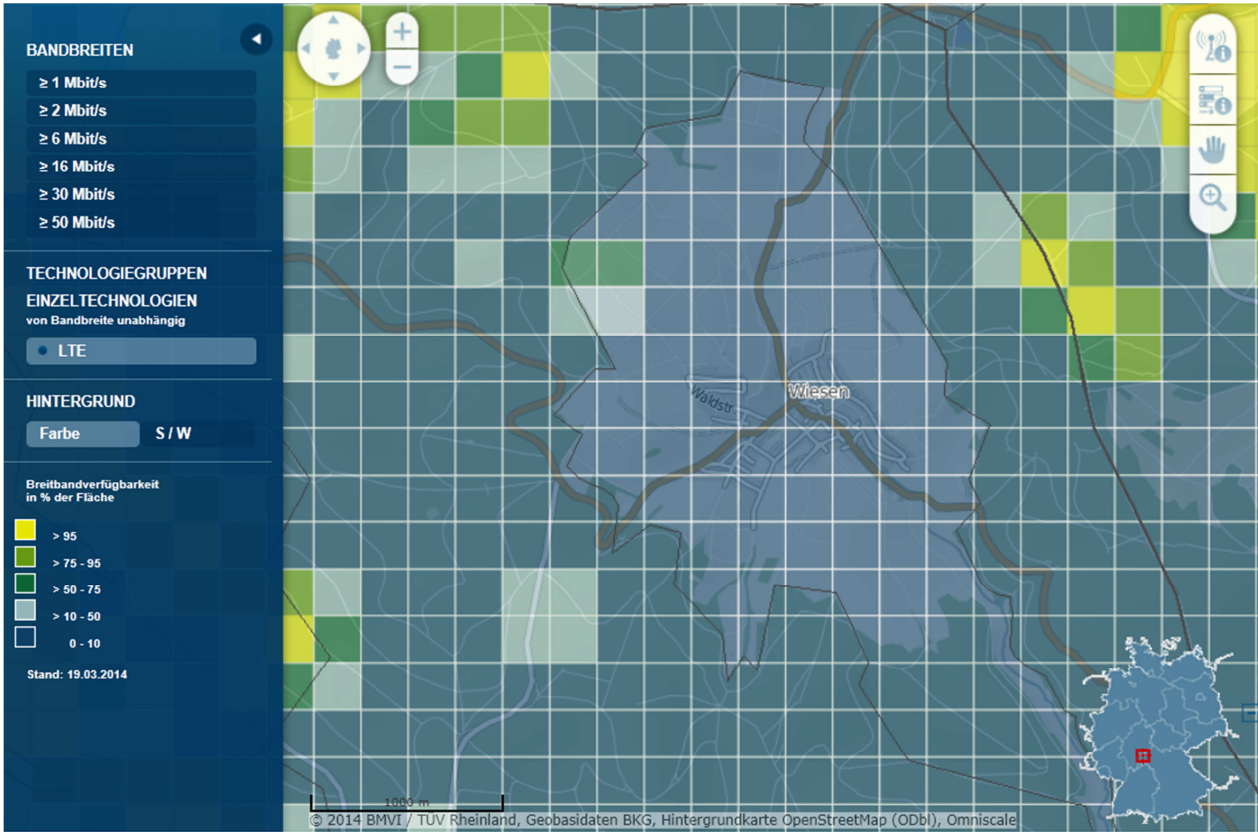 BANDBREITEN
≥ 1 Mbit/s
≥ 2 Mbit/s
≥ 6 Mbit/s
≥ 16 Mbit/s
≥ 30 Mbit/s
≥ 50 Mbit/s
TECHNOLOGIEGRUPPEN
EINZELTECHNOLOGIEN
von Bandbreite unabhängig
LTE
HINTERGRUND
Farbe S / W
Breitbandverfügbarkeit
in % der Fläche
> 95
> 75 - 95
> 50 - 75
> 10 - 50
0 - 10
Stand: 19.03.2014
Wiesen
Waldstr.
1000 m
© 2014 BMVI / TÜV Rheinland, Geobasidaten BKG, Hintergrundkarte OpenStreetMap (ODbl), Omniscale